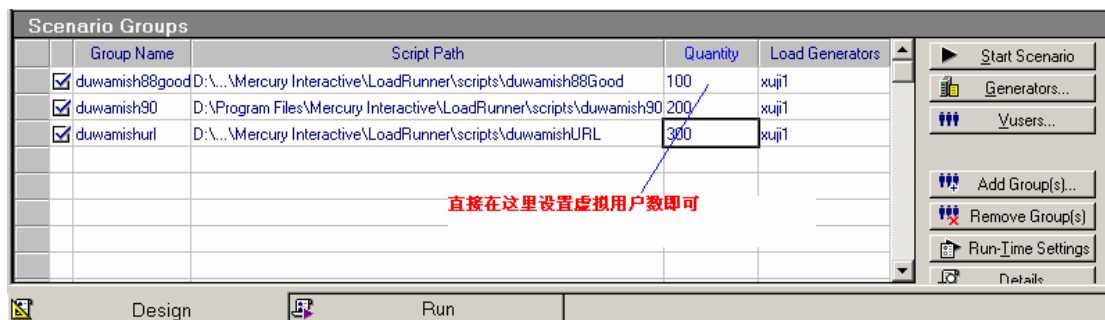 Scenario Groups
Group Name Script Path Quantity Load Generators
duwamish88good D:\...\Mercury Interactive\LoadRunner\scripts\duwamish88Good 100 xuji1
duwamish90 D:\Program Files\Mercury Interactive\LoadRunner\scripts\duwamish90 200 xuji1
duwamishurl D:\...\Mercury Interactive\LoadRunner\scripts\duwamishURL 300 xuji1
直接在这里设置虚拟用户数即可
Start Scenario
Generators...
Vusers...
Add Group(s)...
Remove Group(s)
Run-Time Settings
Details
Design Run